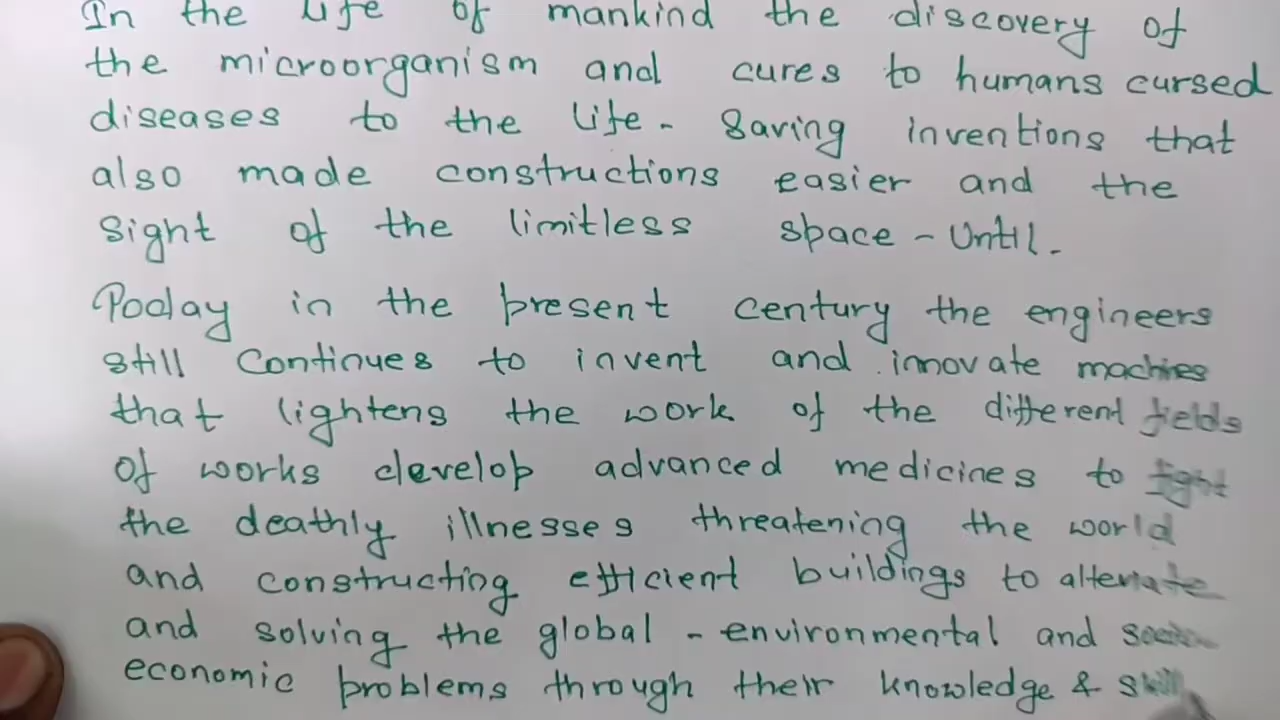 In the life of mankind the discovery of
the microorganism and cures to humans cursed
diseases to the life - saving inventions that
also made constructions easier and the
sight of the limitless space - Until.
Today in the present century the engineers
still continues to invent and innovate machines
that lightens the work of the different fields
of works develop advanced medicines to fight
the deathly illnesses threatening the world
and constructing efficient buildings to alternate
and solving the global - environmental and
economic problems through their knowledge & skill